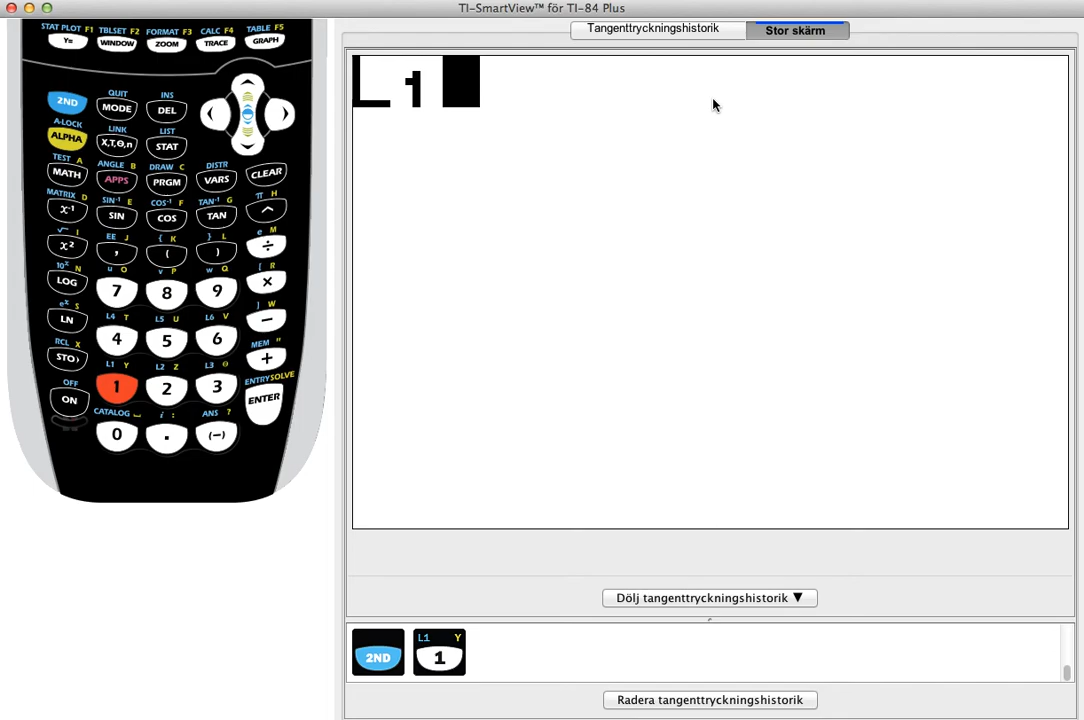 TI-SmartView™ för TI-84 Plus
Tangenttryckningshistorik Stor skärm
L1
STAT PLOT F1 TBLSET F2 FORMAT F3 CALC F4 TABLE F5
Y= WINDOW ZOOM TRACE GRAPH
QUIT INS
2ND MODE DEL
A-LOCK LINK LIST
ALPHA X,T,Θ,n STAT
TEST A ANGLE B DRAW C DISTR
MATH APPS PRGM VARS CLEAR
MATRIX D SIN-1 E COS-1 F TAN-1 G π H
X-1 SIN COS TAN ^
√ I EE J { K } L e M
X2 , ( ) ÷
10x N u O v P w Q [ R
LOG 7 8 9 ×
ex S L4 T L5 U L6 V ] W
LN 4 5 6 −
RCL X L1 Y L2 Z L3 θ MEM "
STO› 1 2 3 +
OFF CATALOG ⎵ i : ANS ? ENTRY SOLVE
ON 0 . (−) ENTER
Dölj tangenttryckningshistorik ▼
L1 Y
2ND 1
Radera tangenttryckningshistorik